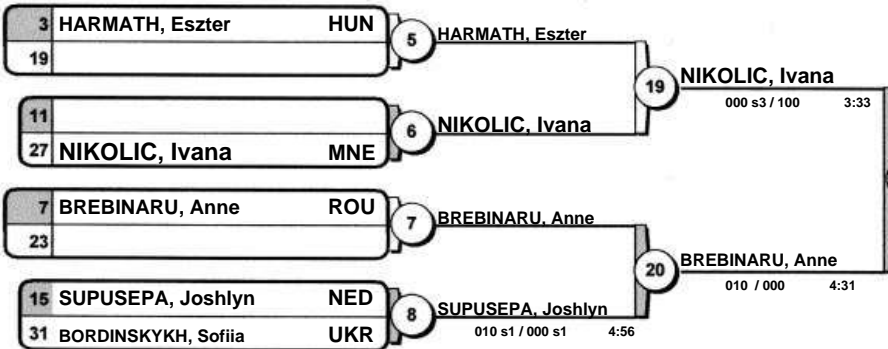 3 HARMATH, Eszter HUN
19
5
HARMATH, Eszter
11
27 NIKOLIC, Ivana MNE
6
NIKOLIC, Ivana
19
NIKOLIC, Ivana
000 s3 / 100 3:33
7 BREBINARU, Anne ROU
23
7
BREBINARU, Anne
15 SUPUSEPA, Joshlyn NED
31 BORDINSKYKH, Sofiia UKR
8
SUPUSEPA, Joshlyn
010 s1 / 000 s1 4:56
20
BREBINARU, Anne
010 / 000 4:31